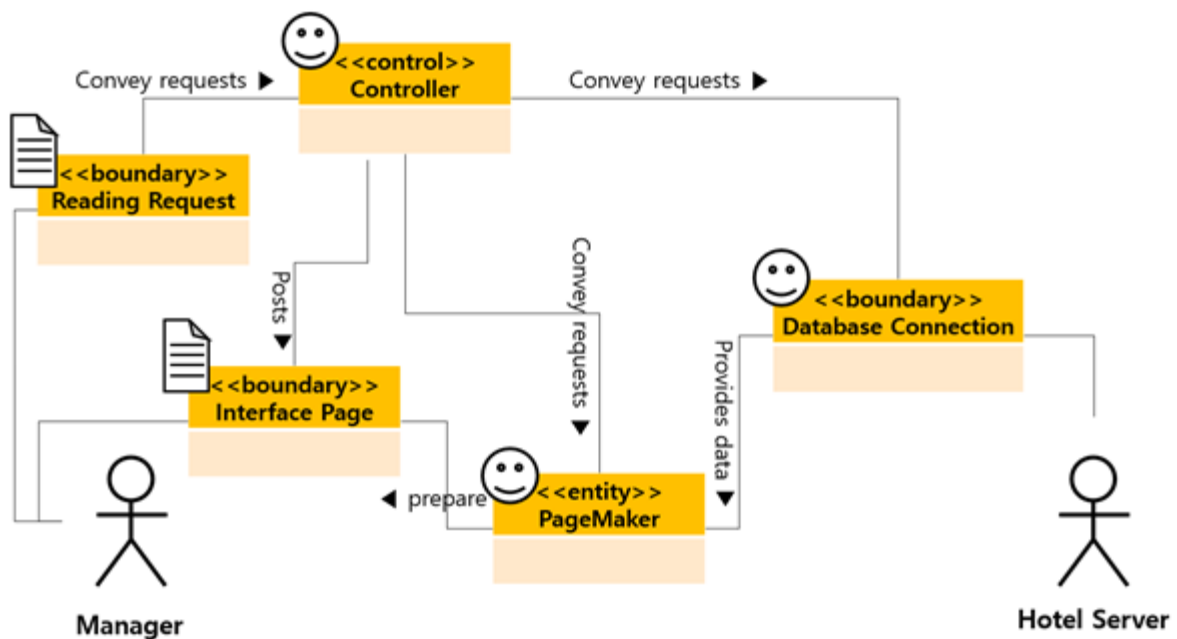 <<control>>
Controller
Convey requests ▶
Convey requests ▶
<<boundary>>
Reading Request
Posts ▶
Convey requests ▶
<<boundary>>
Database Connection
Provides data ▶
<<boundary>>
Interface Page
◀ prepare
<<entity>>
PageMaker
Manager
Hotel Server